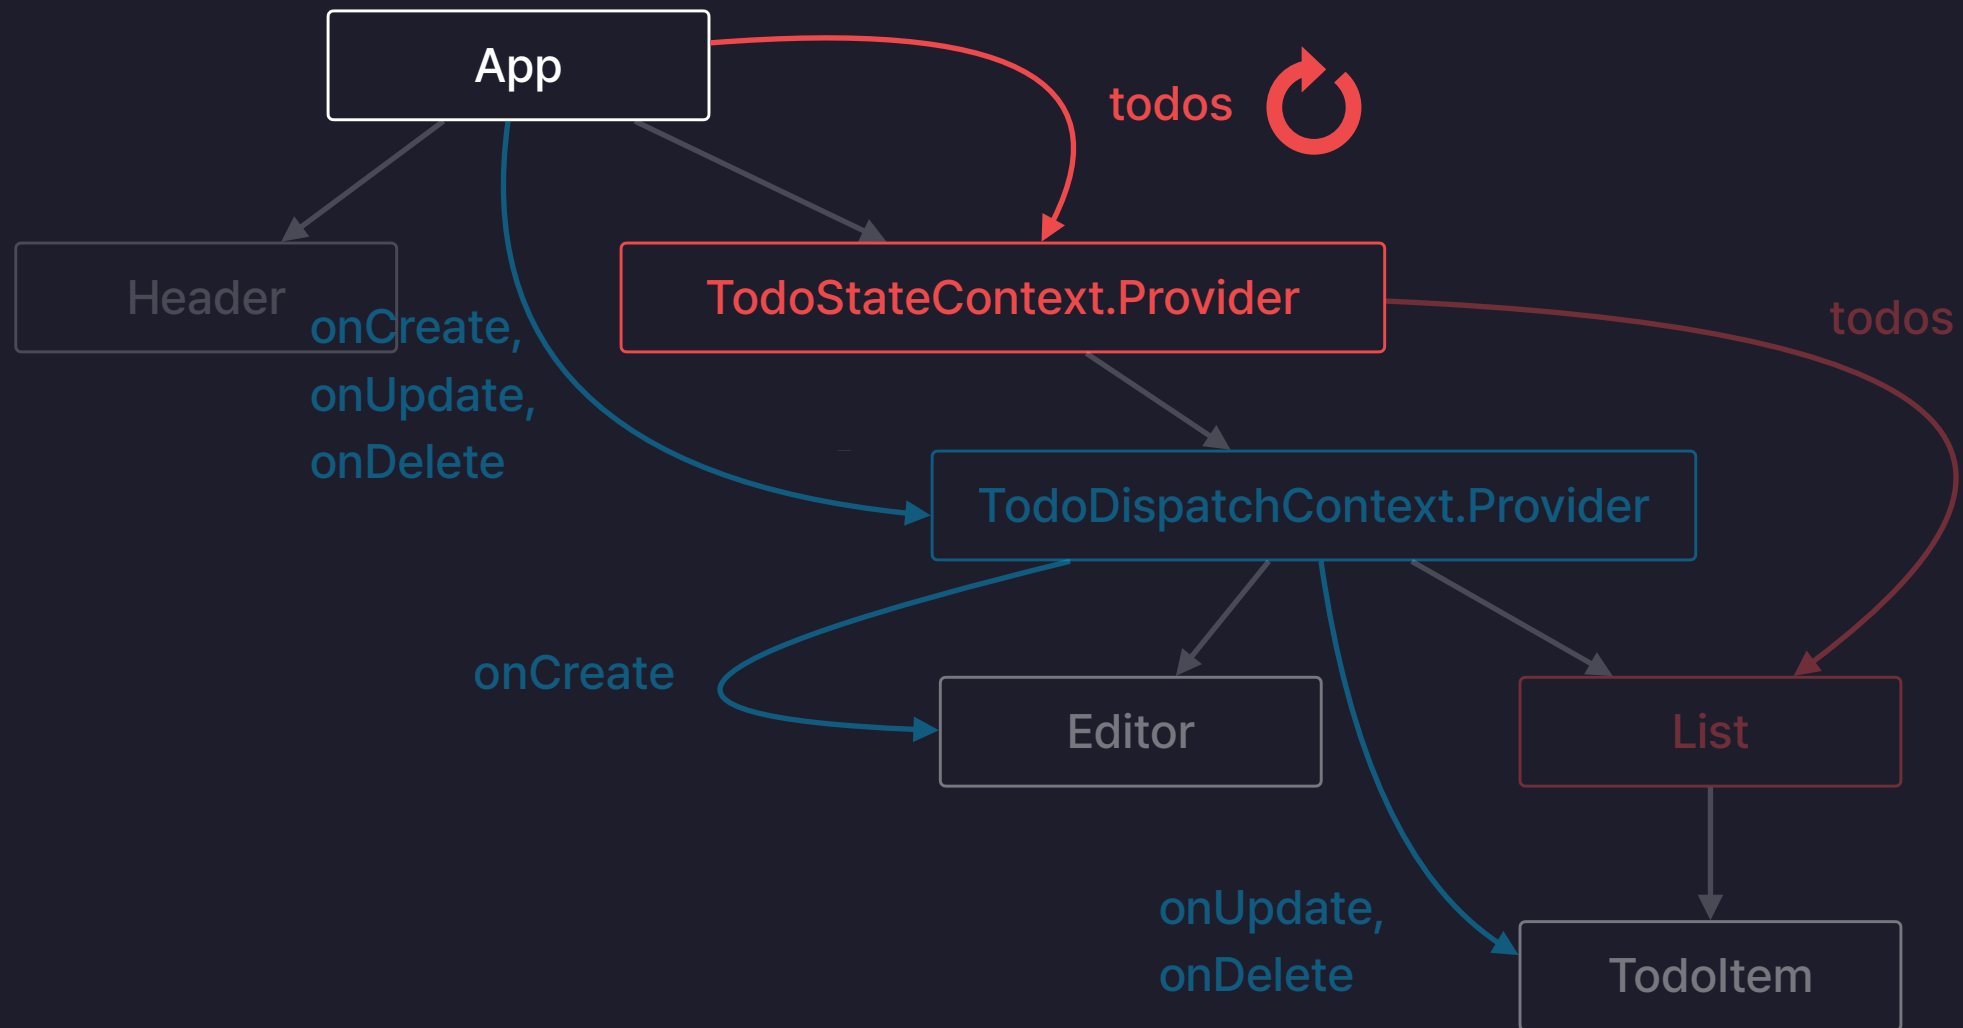 App
todos
Header
TodoStateContext.Provider
todos
onCreate,
onUpdate,
onDelete
TodoDispatchContext.Provider
onCreate
Editor
List
onUpdate,
onDelete
TodoItem